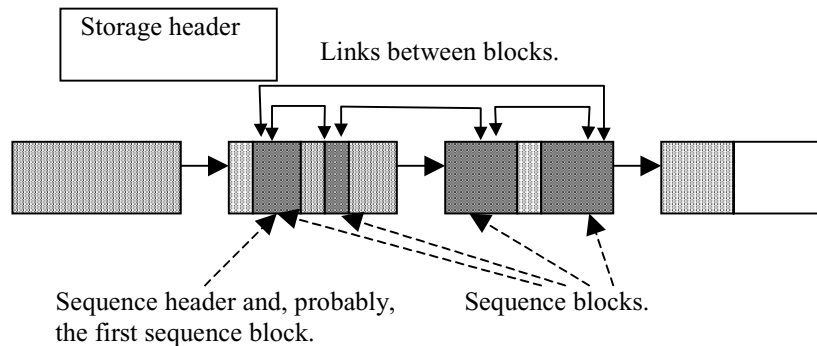 Storage header
Links between blocks.
Sequence header and, probably,
the first sequence block.
Sequence blocks.